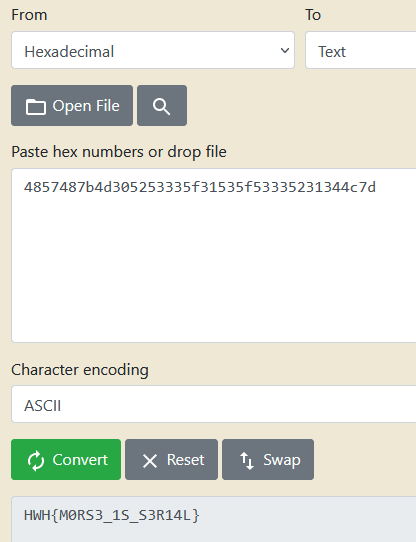 From To
Hexadecimal Text
Open File
Paste hex numbers or drop file
4857487b4d305253335f31535f53335231344c7d
Character encoding
ASCII
Convert Reset Swap
HWH{M0RS3_1S_S3R14L}